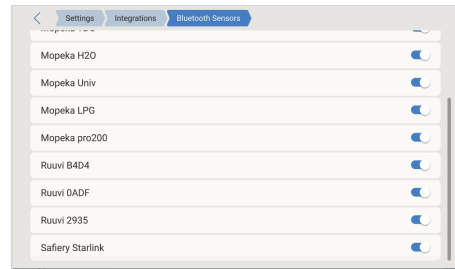 Settings
Integrations
Bluetooth Sensors
Mopeka
Mopeka H2O
Mopeka Univ
Mopeka LPG
Mopeka pro200
Ruuvi B4D4
Ruuvi 0ADF
Ruuvi 2935
Safiery Starlink